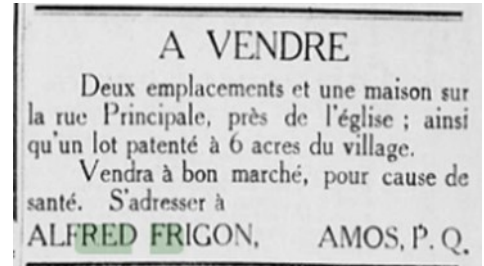 A VENDRE
Deux emplacements et une maison sur
la rue Principale, près de l'église ; ainsi
qu'un lot patenté à 6 acres du village.
Vendra à bon marché, pour cause de
santé. S'adresser à
ALFRED FRIGON, AMOS, P. Q.